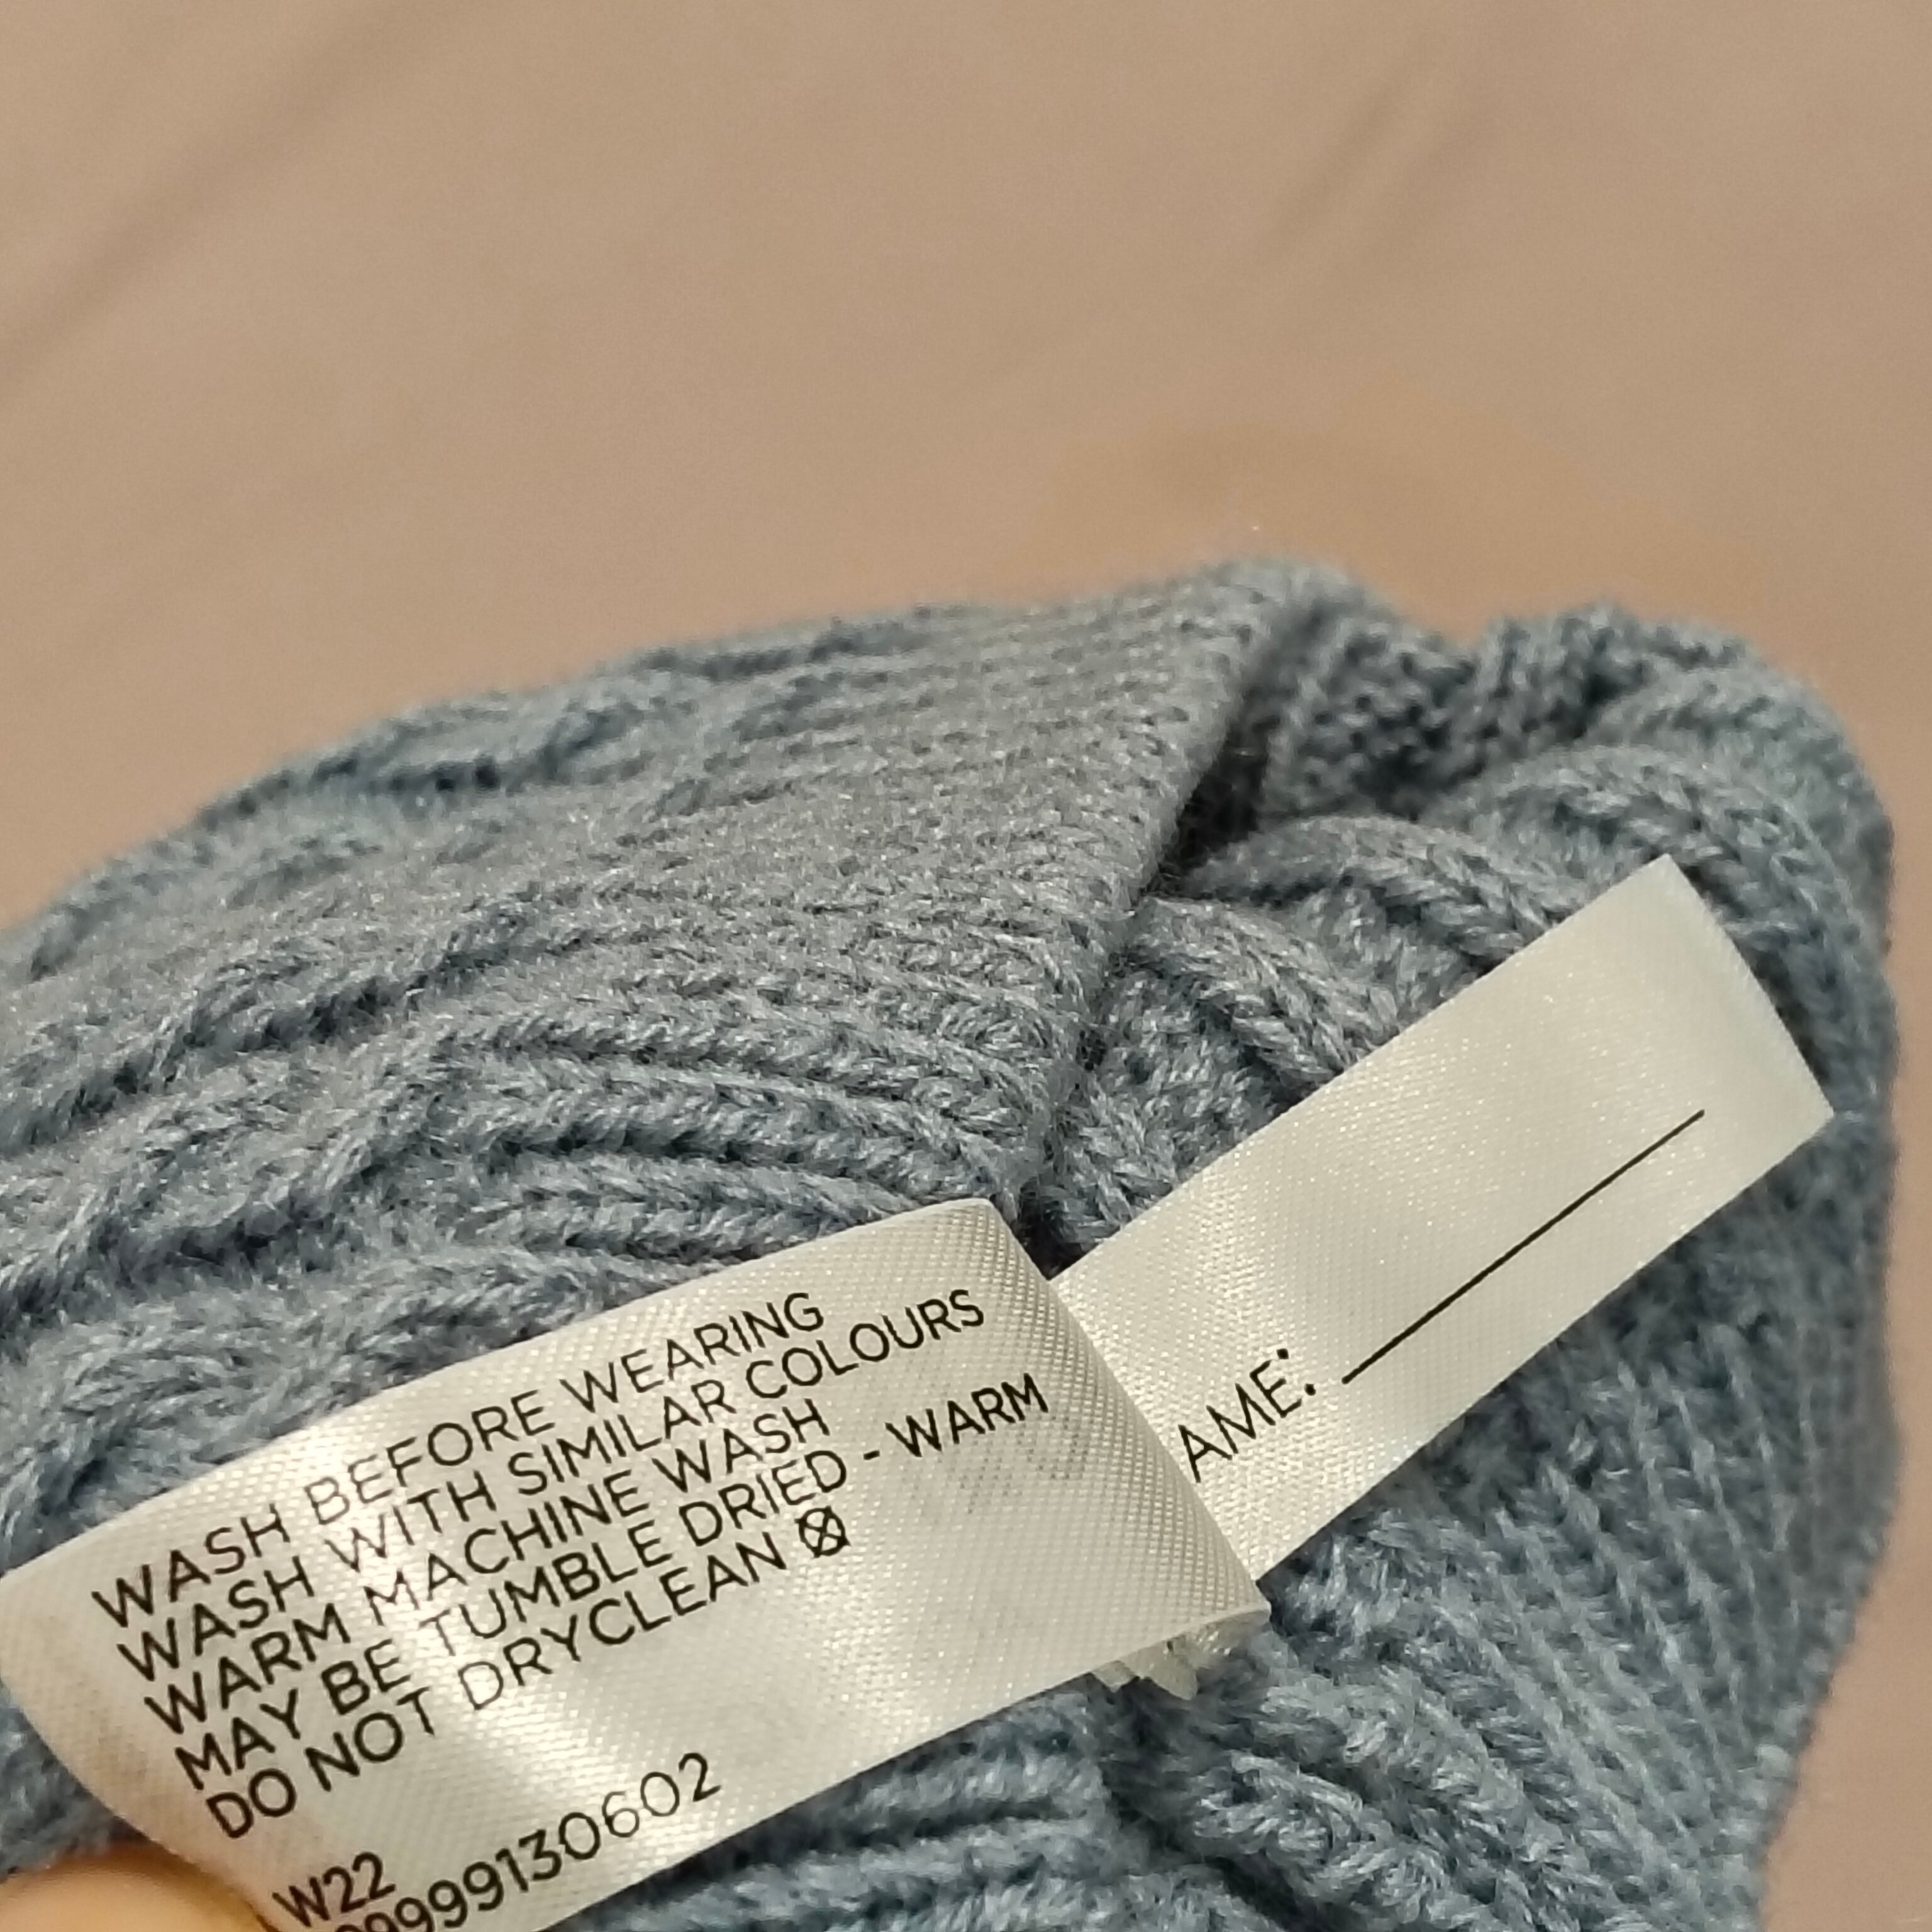 WASH BEFORE WEARING
WASH WITH SIMILAR COLOURS
WARM MACHINE WASH
MAY BE TUMBLE DRIED - WARM
DO NOT DRYCLEAN
W22
9999130602
AME: